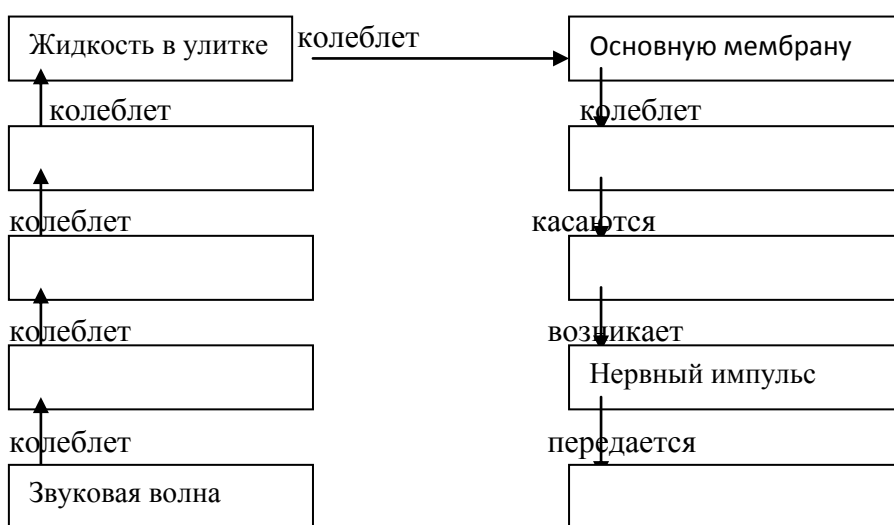 Жидкость в улитке
колеблет
Основную мембрану
колеблет
колеблет
колеблет
касаются
колеблет
возникает
Нервный импульс
колеблет
передается
Звуковая волна